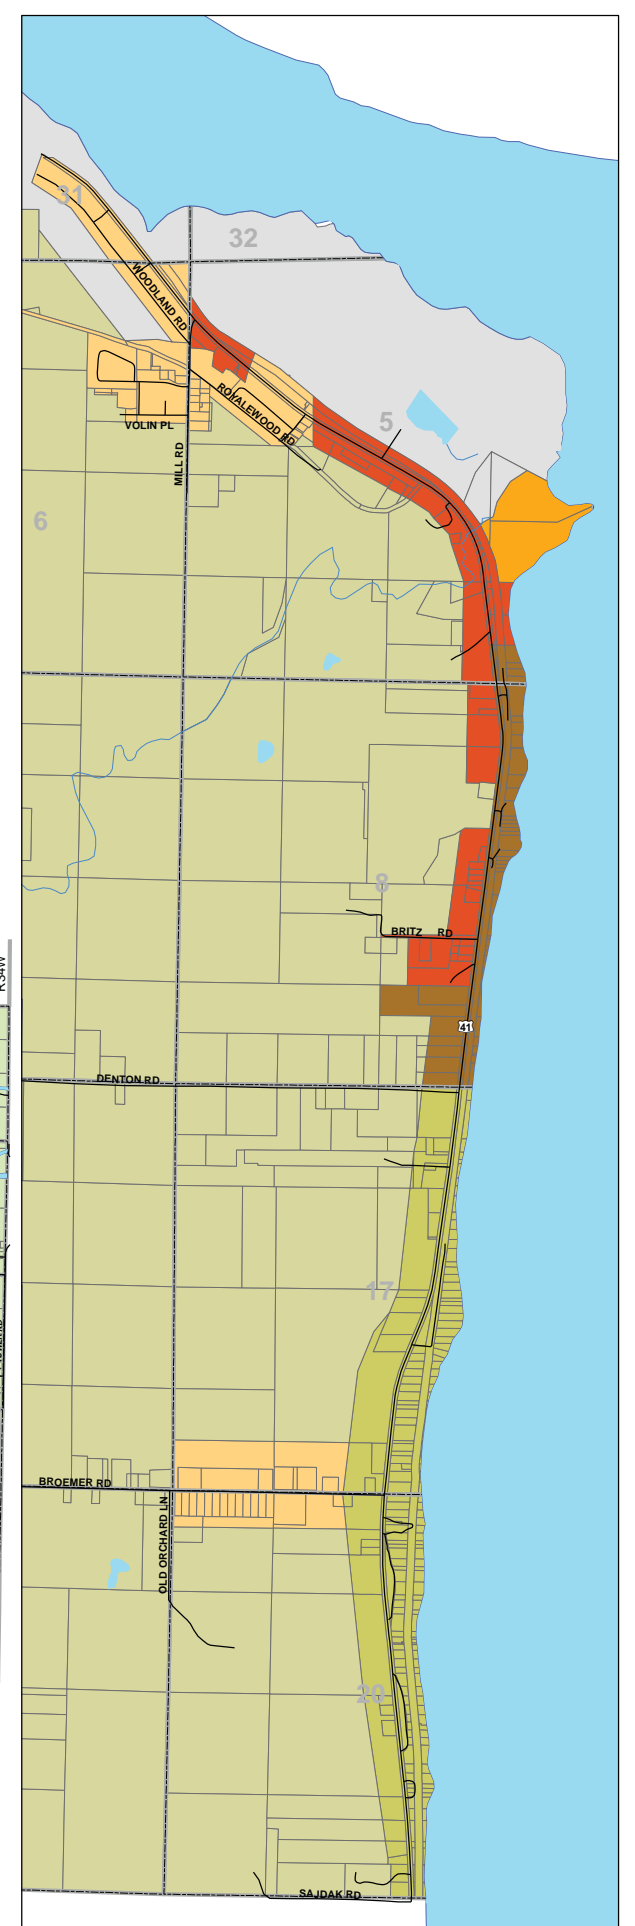 31
32
WOODLAND RD
5
ROYALEWOOD RD
VOLIN PL
MILL RD
6
8
BRITZ RD
R34W
41
DENTON RD
17
BROEMER RD
OLD ORCHARD LN
20
SAJDAK RD